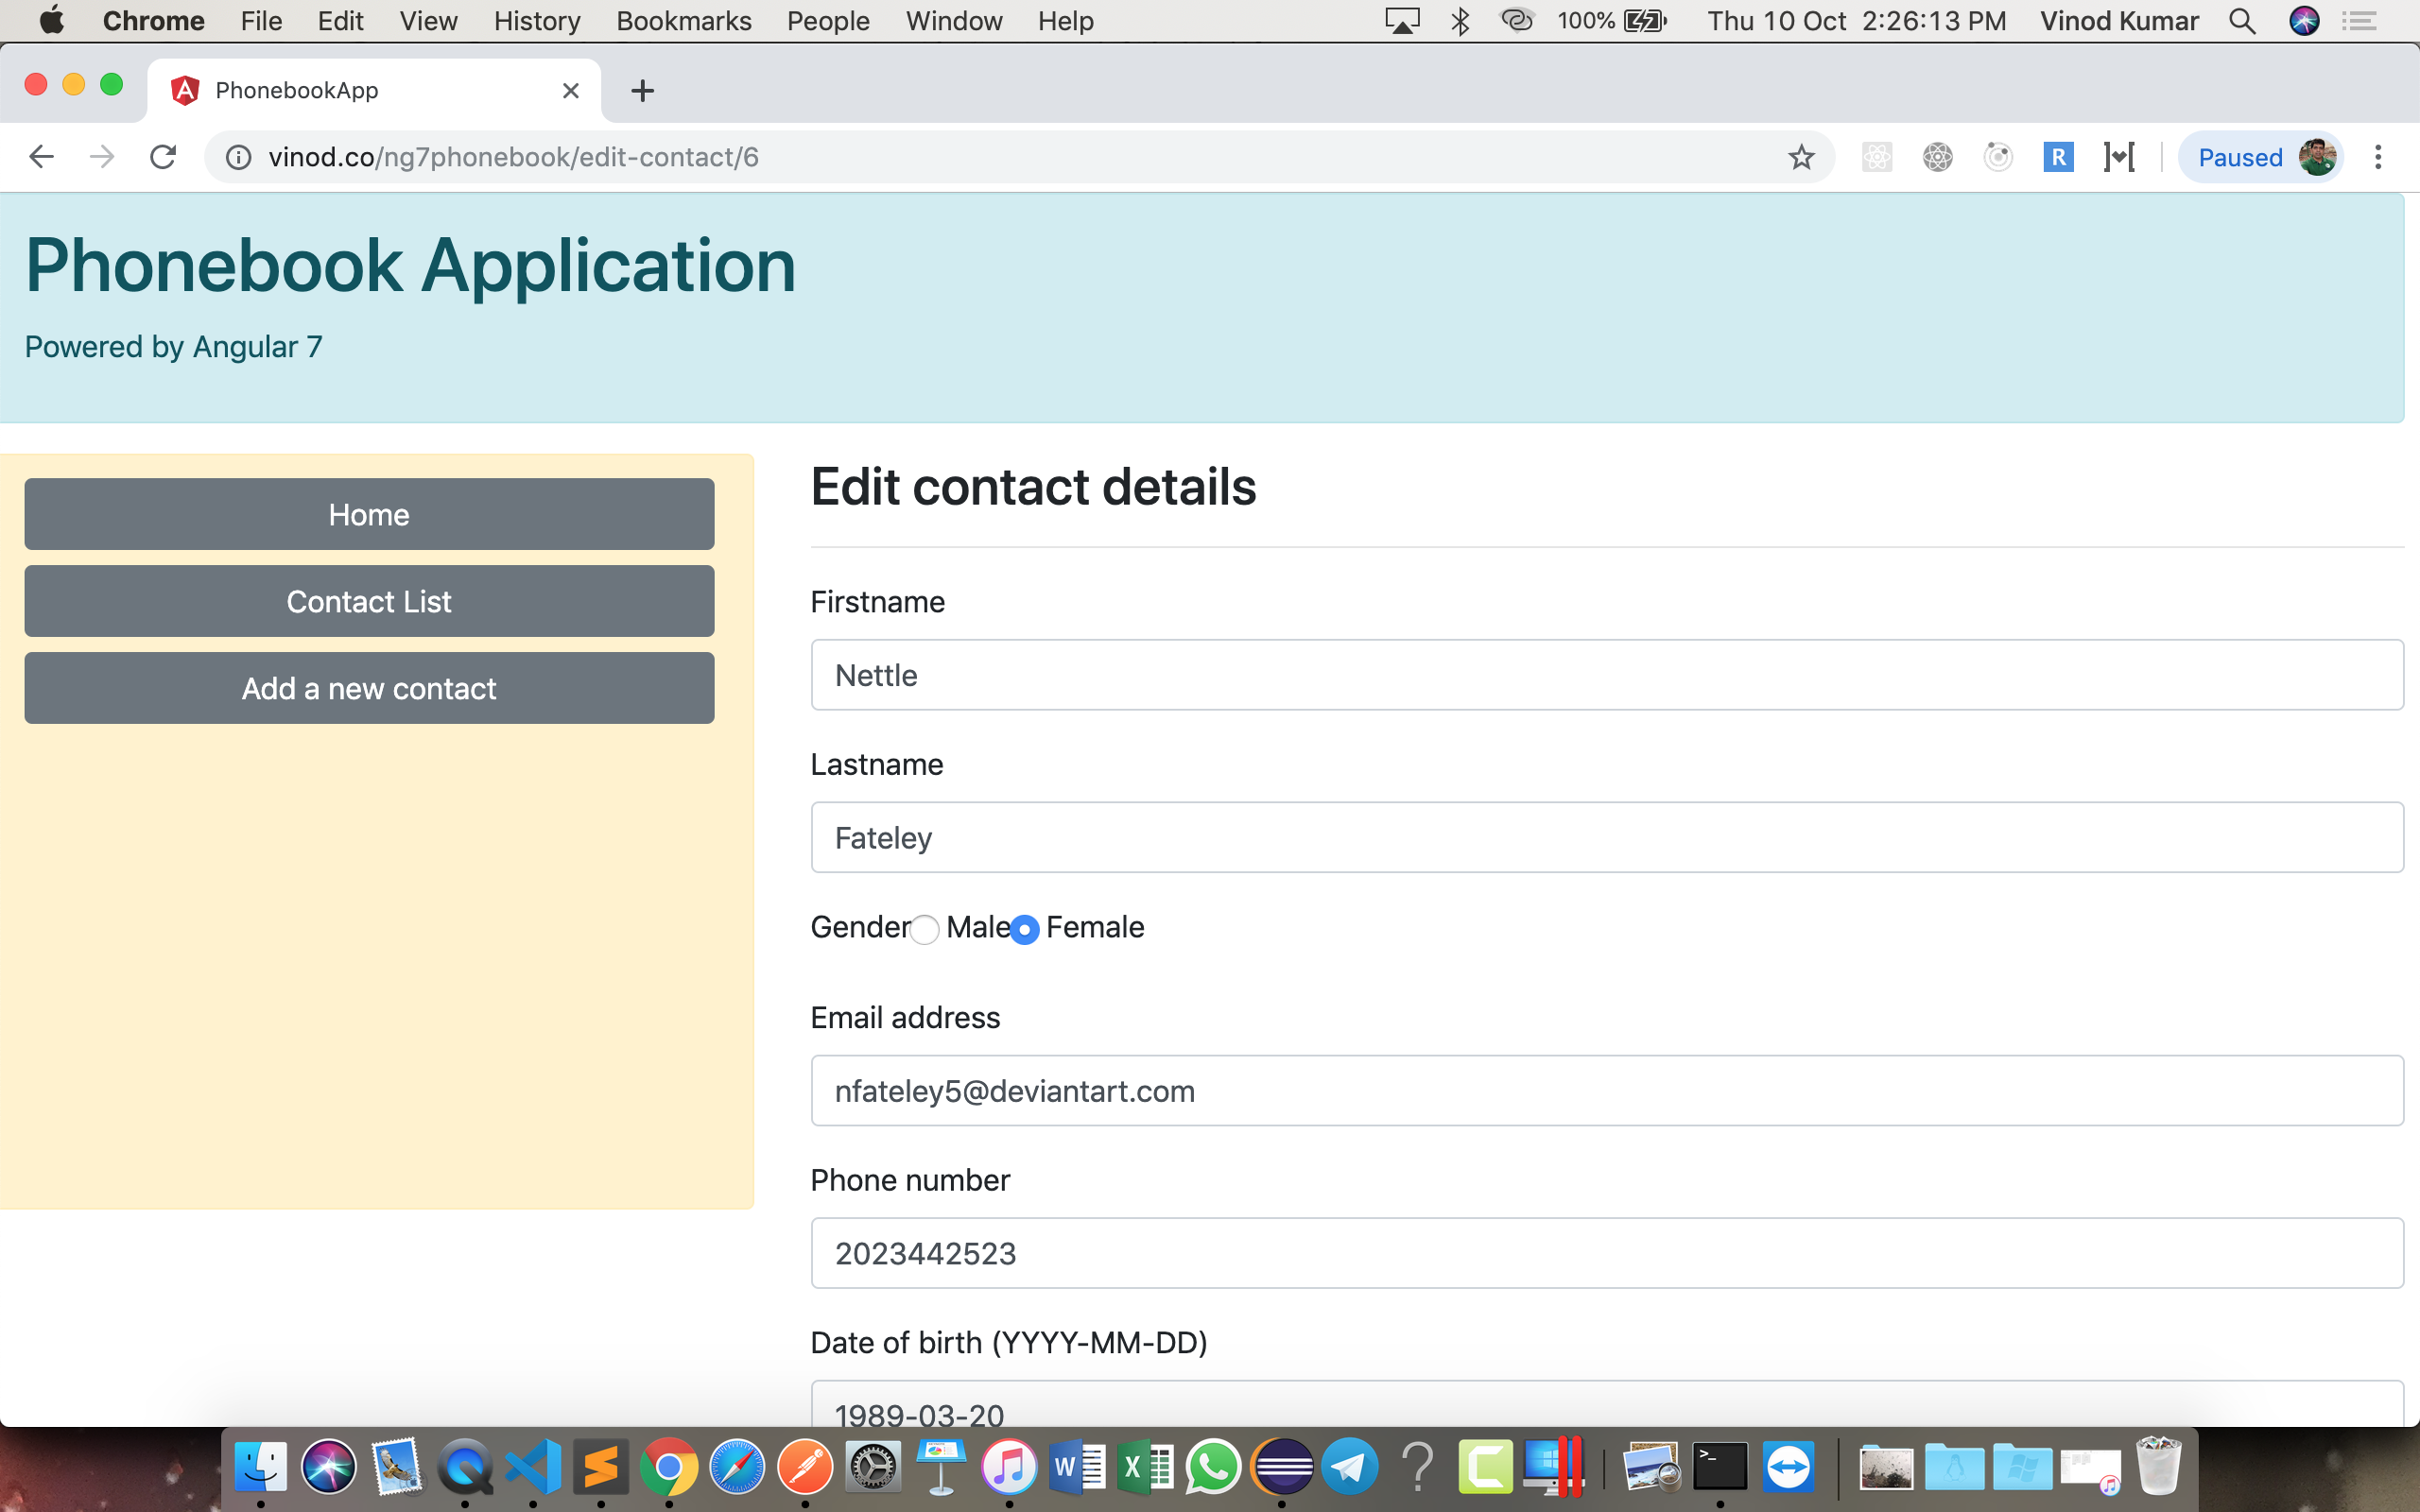 Chrome File Edit View History Bookmarks People Window Help 100% Thu 10 Oct 2:26:13 PM Vinod Kumar
PhonebookApp
vinod.co/ng7phonebook/edit-contact/6 R Paused
Phonebook Application
Powered by Angular 7
Home
Contact List
Add a new contact
Edit contact details
Firstname
Nettle
Lastname
Fateley
Gender Male Female
Email address
nfateley5@deviantart.com
Phone number
2023442523
Date of birth (YYYY-MM-DD)
1989-03-20